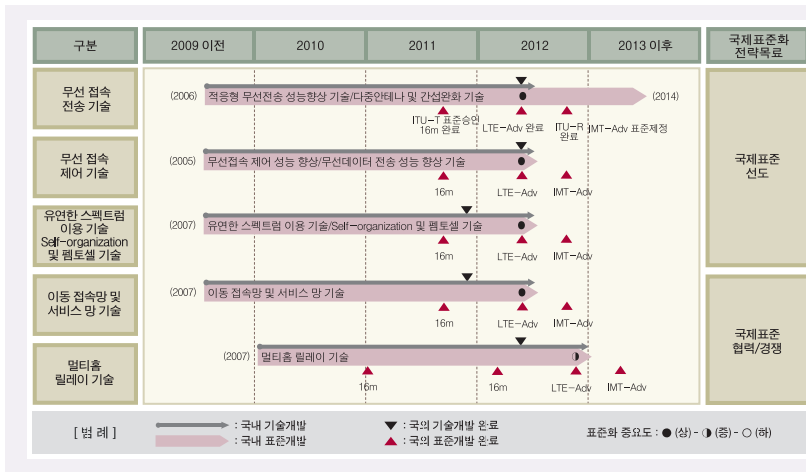 구분
2009 이전
2010
2011
2012
2013 이후
국제표준화
전략목표
무선 접속
전송 기술
(2006)
적응형 무선전송 성능향상 기술/다중안테나 및 간섭완화 기술
(2014)
ITU-T 표준승인
16m 완료
LTE-Adv 완료
ITU-R
완료
IMT-Adv 표준제정
무선 접속
제어 기술
(2005)
무선접속 제어 성능 향상/무선데이터 전송 성능 향상 기술
16m
LTE-Adv
IMT-Adv
국제표준
선도
유연한 스펙트럼
이용 기술
Self-organization
및 펨토셀 기술
(2007)
유연한 스펙트럼 이용 기술/Self-organization 및 펨토셀 기술
16m
LTE-Adv
IMT-Adv
이동 접속망 및
서비스 망 기술
(2007)
이동 접속망 및 서비스 망 기술
16m
LTE-Adv
IMT-Adv
국제표준
협력/경쟁
멀티홉
릴레이 기술
(2007)
멀티홉 릴레이 기술
16m
16m
LTE-Adv
IMT-Adv
[ 범 례 ]
: 국내 기술개발
: 국내 표준개발
: 국외 기술개발 완료
: 국외 표준개발 완료
표준화 중요도 : ● (상) - ◑ (중) - ○ (하)